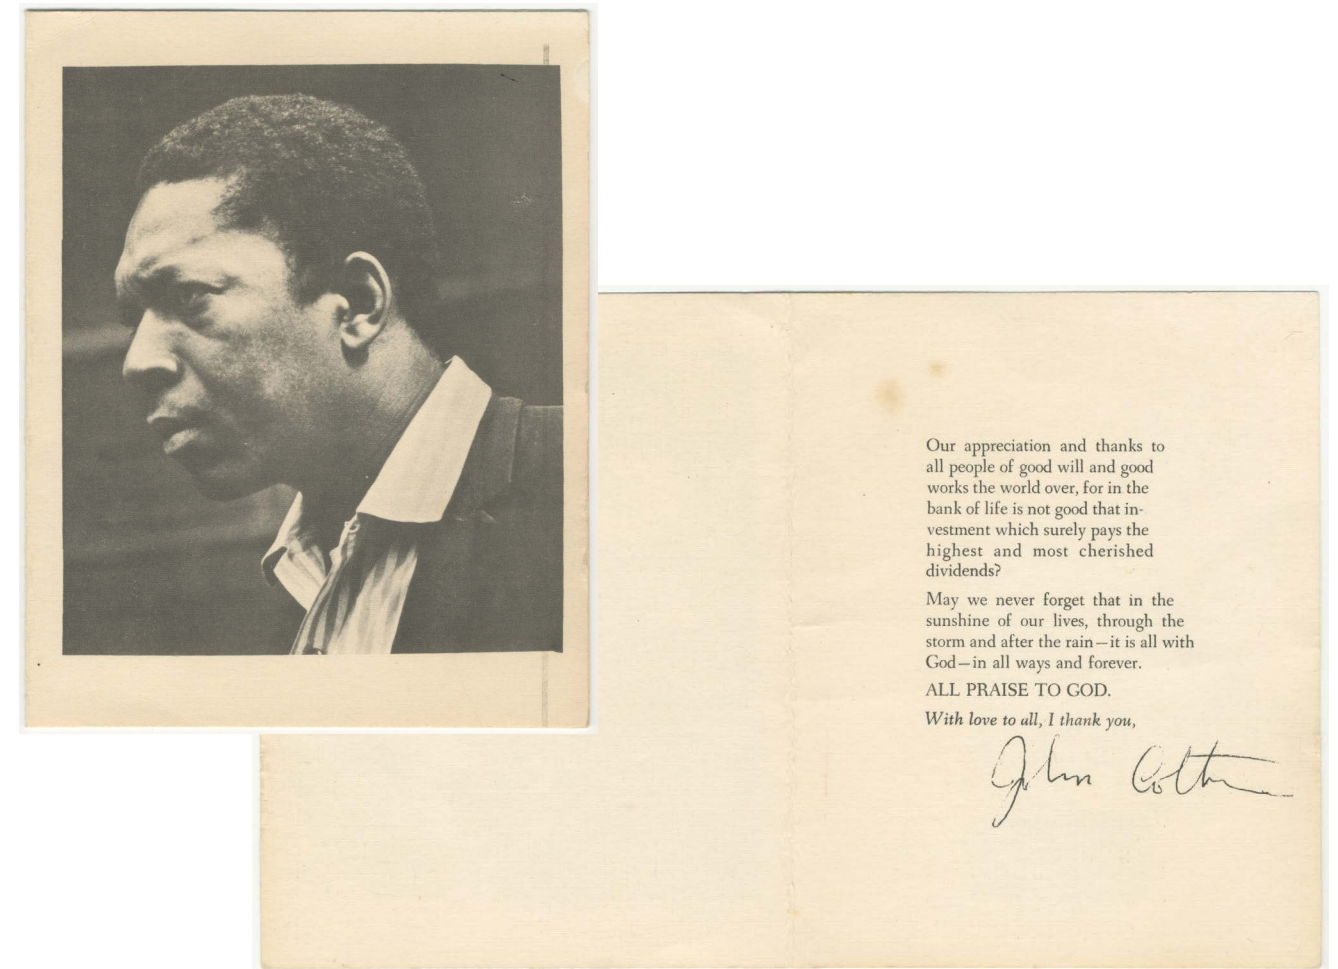 Our appreciation and thanks to
all people of good will and good
works the world over, for in the
bank of life is not good that in-
vestment which surely pays the
highest and most cherished
dividends?
May we never forget that in the
sunshine of our lives, through the
storm and after the rain—it is all with
God—in all ways and forever.
ALL PRAISE TO GOD.
With love to all, I thank you,
John Coltrane